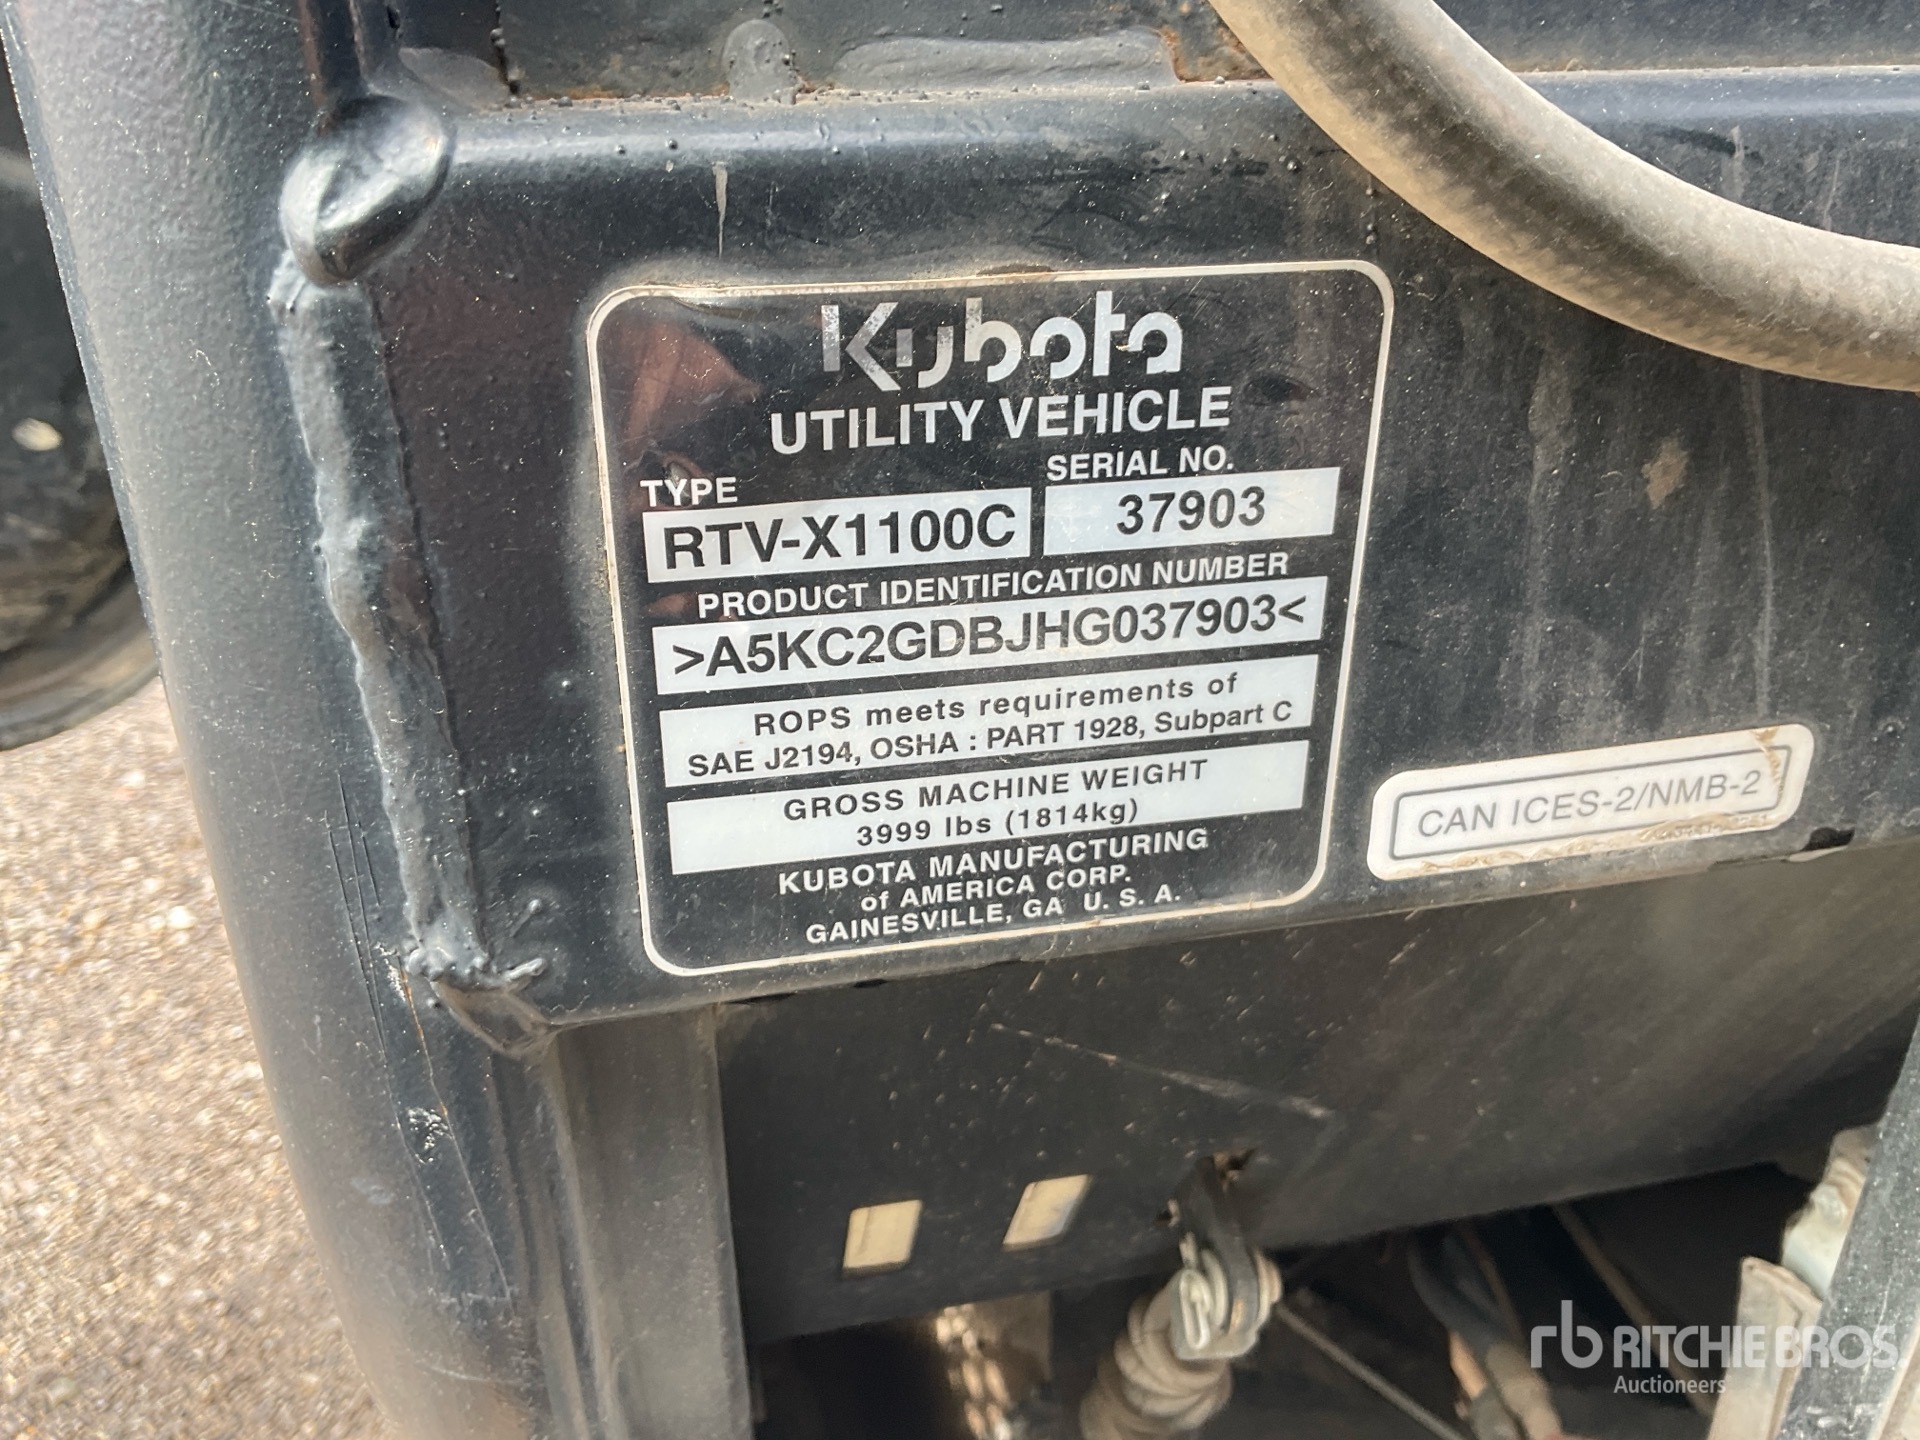 Kubota
UTILITY VEHICLE
TYPE
SERIAL NO.
RTV-X1100C
37903
PRODUCT IDENTIFICATION NUMBER
>A5KC2GDBJHG037903<
ROPS meets requirements of
SAE J2194, OSHA : PART 1928, Subpart C
GROSS MACHINE WEIGHT
3999 lbs (1814kg)
KUBOTA MANUFACTURING
of AMERICA CORP.
GAINESVILLE, GA U. S. A.
CAN ICES-2/NMB-2
rb RITCHIE BROS.
Auctioneers